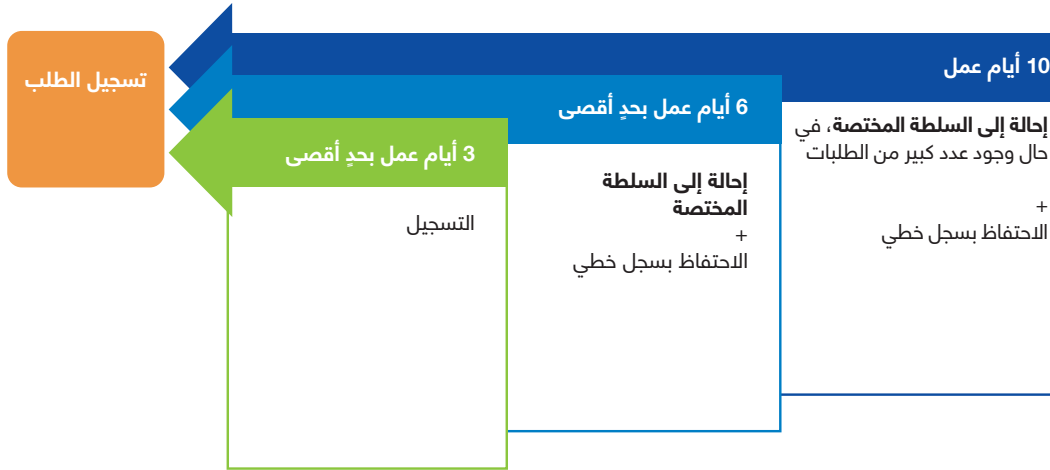 10 أيام عمل
إحالة إلى السلطة المختصة، في
حال وجود عدد كبير من الطلبات
+
الاحتفاظ بسجل خطي
6 أيام عمل بحدٍ أقصى
إحالة إلى السلطة
المختصة
+
الاحتفاظ بسجل خطي
3 أيام عمل بحدٍ أقصى
التسجيل
تسجيل الطلب